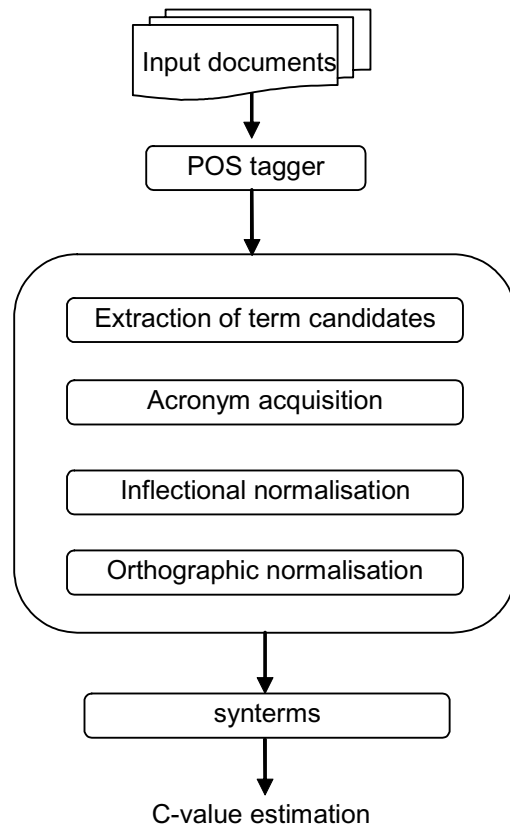 Input documents
POS tagger
Extraction of term candidates
Acronym acquisition
Inflectional normalisation
Orthographic normalisation
synterms
C-value estimation